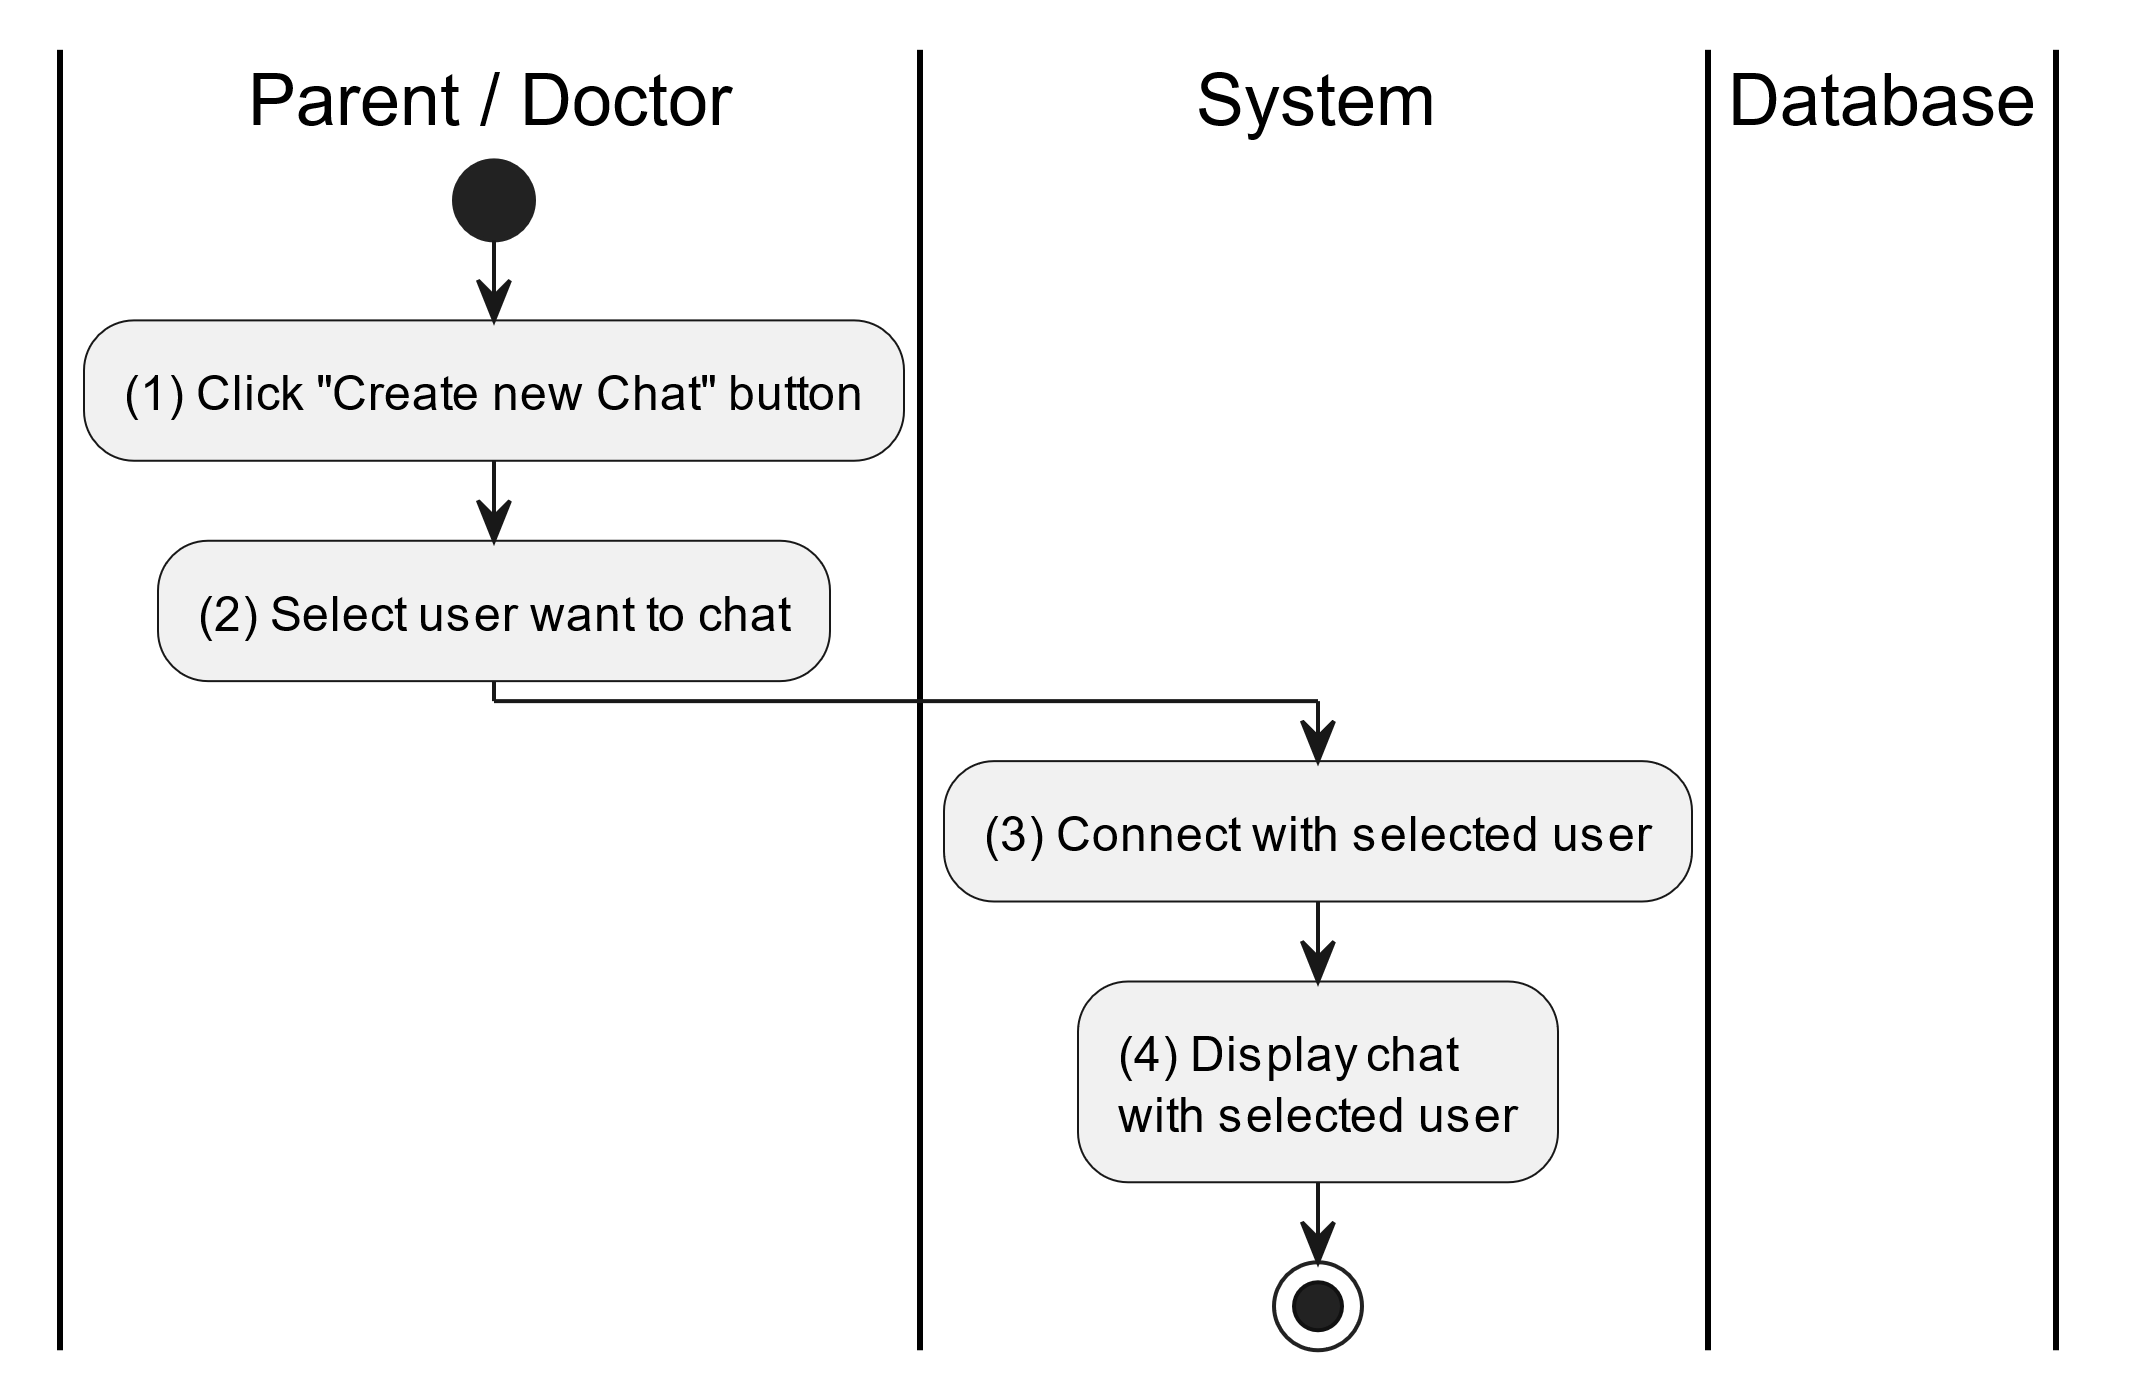 Parent / Doctor
System
Database
(1) Click "Create new Chat" button
(2) Select user want to chat
(3) Connect with selected user
(4) Display chat
with selected user